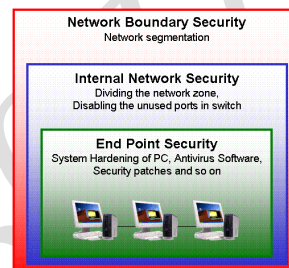 Network Boundary Security
Network segmentation
Internal Network Security
Dividing the network zone,
Disabling the unused ports in switch
End Point Security
System Hardening of PC, Antivirus Software,
Security patches and so on